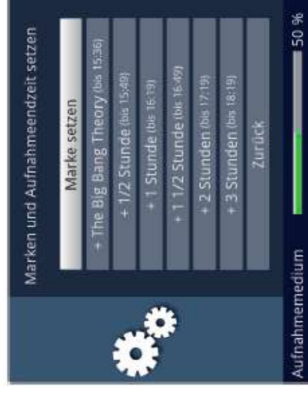 Marken und Aufnahmeendzeit setzen
Marke setzen
+ The Big Bang Theory (bis 15:36)
+ 1/2 Stunde (bis 15:49)
+ 1 Stunde (bis 16:19)
+ 1 1/2 Stunde (bis 16:49)
+ 2 Stunden (bis 17:19)
+ 3 Stunden (bis 18:19)
Zurück
Aufnahmemedium 50 %